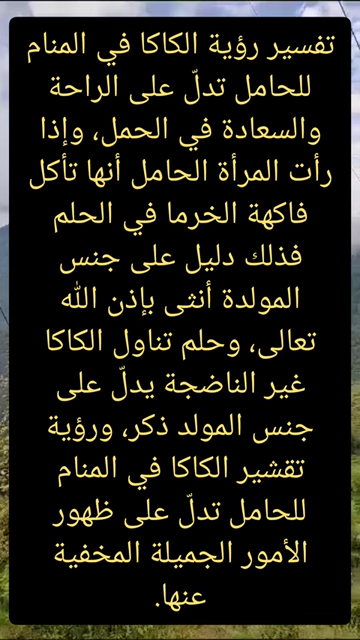 تفسير رؤية الكاكا في المنام
للحامل تدلّ على الراحة
والسعادة في الحمل، وإذا
رأت المرأة الحامل أنها تأكل
فاكهة الخرما في الحلم
فذلك دليل على جنس
المولدة أنثى بإذن الله
تعالى، وحلم تناول الكاكا
غير الناضجة يدلّ على
جنس المولد ذكر، ورؤية
تقشير الكاكا في المنام
للحامل تدلّ على ظهور
الأمور الجميلة المخفية
عنها.